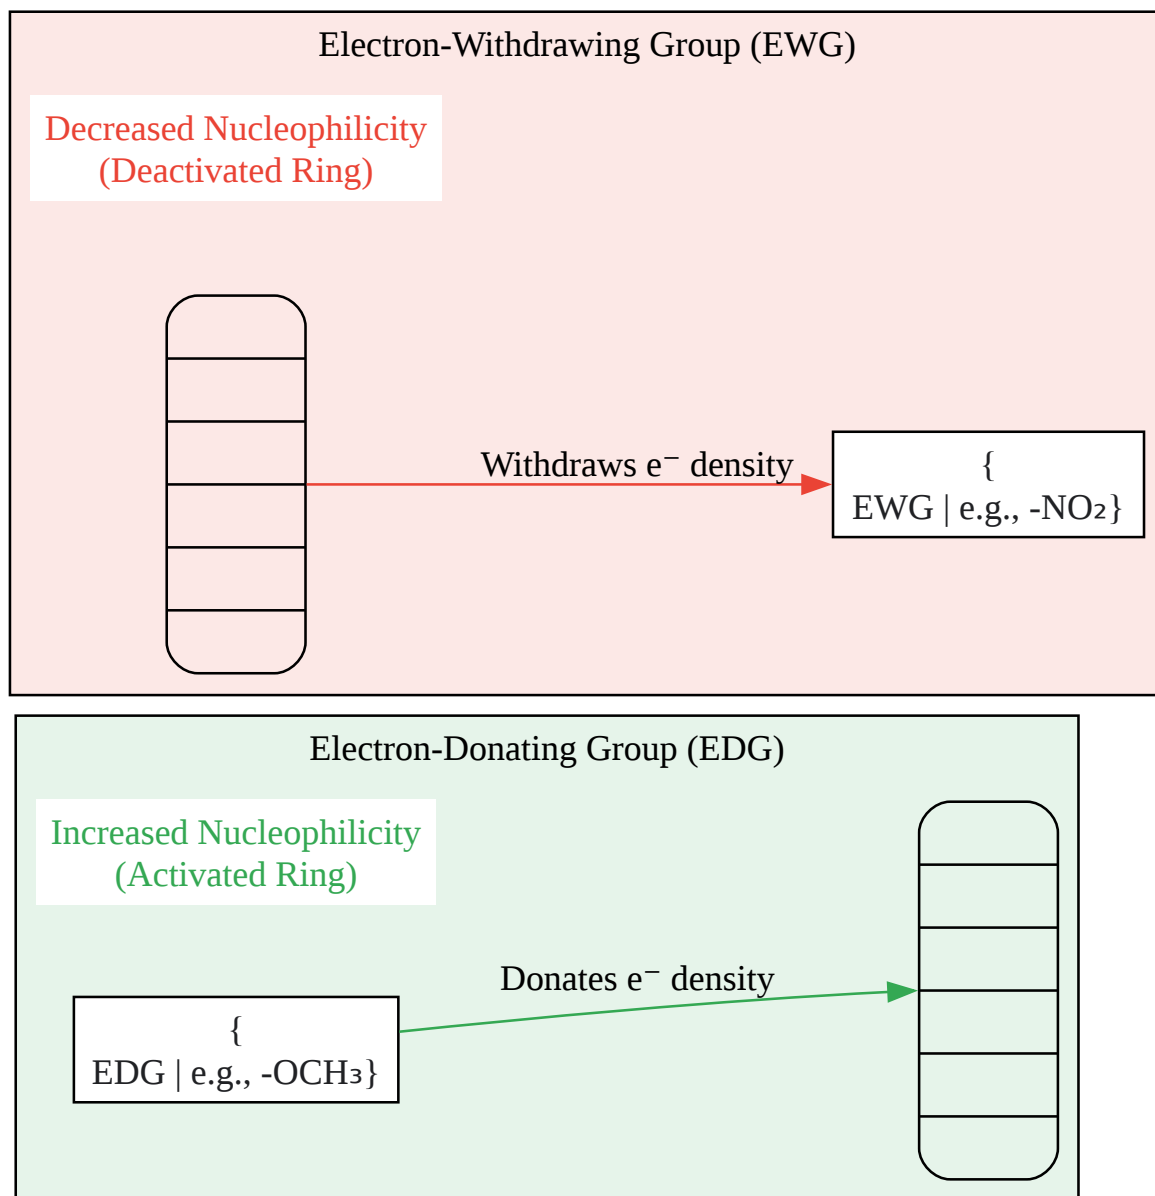 Electron-Withdrawing Group (EWG)
Decreased Nucleophilicity
(Deactivated Ring)
Withdraws e⁻ density
{
EWG | e.g., -NO₂}
Electron-Donating Group (EDG)
Increased Nucleophilicity
(Activated Ring)
Donates e⁻ density
{
EDG | e.g., -OCH₃}